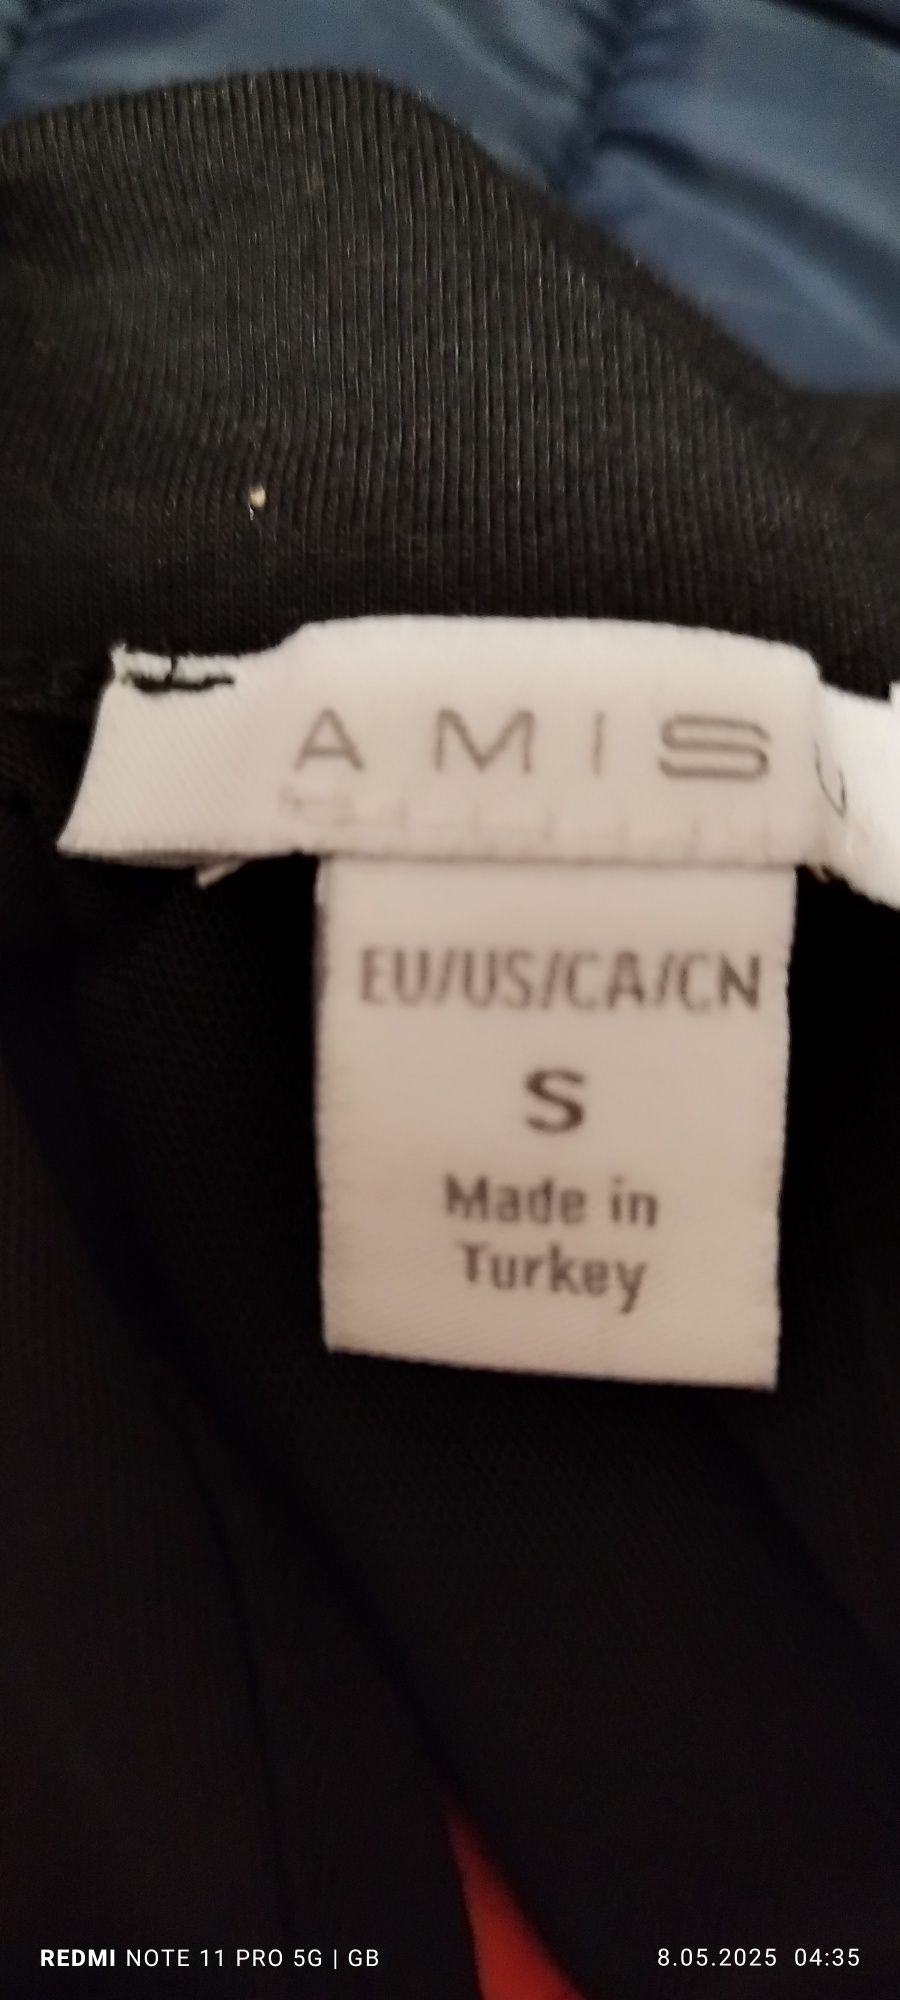 AMIS
EU/US/CA/CN
S
Made in
Turkey
REDMI NOTE 11 PRO 5G | GB
8.05.2025 04:35